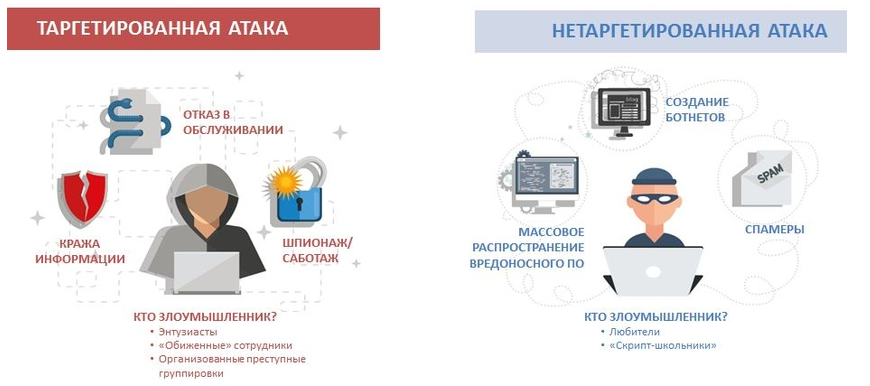 ТАРГЕТИРОВАННАЯ АТАКА
ОТКАЗ В
ОБСЛУЖИВАНИИ
КРАЖА
ИНФОРМАЦИИ
ШПИОНАЖ/
САБОТАЖ
КТО ЗЛОУМЫШЛЕННИК?
• Энтузиасты
• «Обиженные» сотрудники
• Организованные преступные
группировки
НЕТАРГЕТИРОВАННАЯ АТАКА
blog
СОЗДАНИЕ
БОТНЕТОВ
SPAM
СПАМЕРЫ
МАССОВОЕ
РАСПРОСТРАНЕНИЕ
ВРЕДОНОСНОГО ПО
КТО ЗЛОУМЫШЛЕННИК?
• Любители
• «Скрипт-школьники»